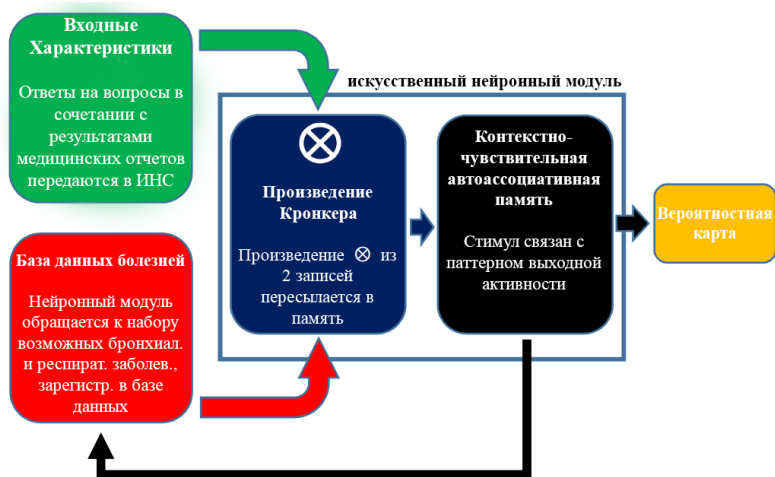 Входные
Характеристики
Ответы на вопросы в
сочетании с
результатами
медицинских отчетов
передаются в ИНС
искусственный нейронный модуль
⊗
Произведение
Кронкера
Произведение ⊗ из
2 записей
пересылается в
память
Контекстно-
чувствительная
автоассоциативная
память
Стимул связан с
паттерном выходной
активности
Вероятностная
карта
База данных болезней
Нейронный модуль
обращается к набору
возможных бронхиал.
и респират. заболев.,
зарегистр. в базе
данных